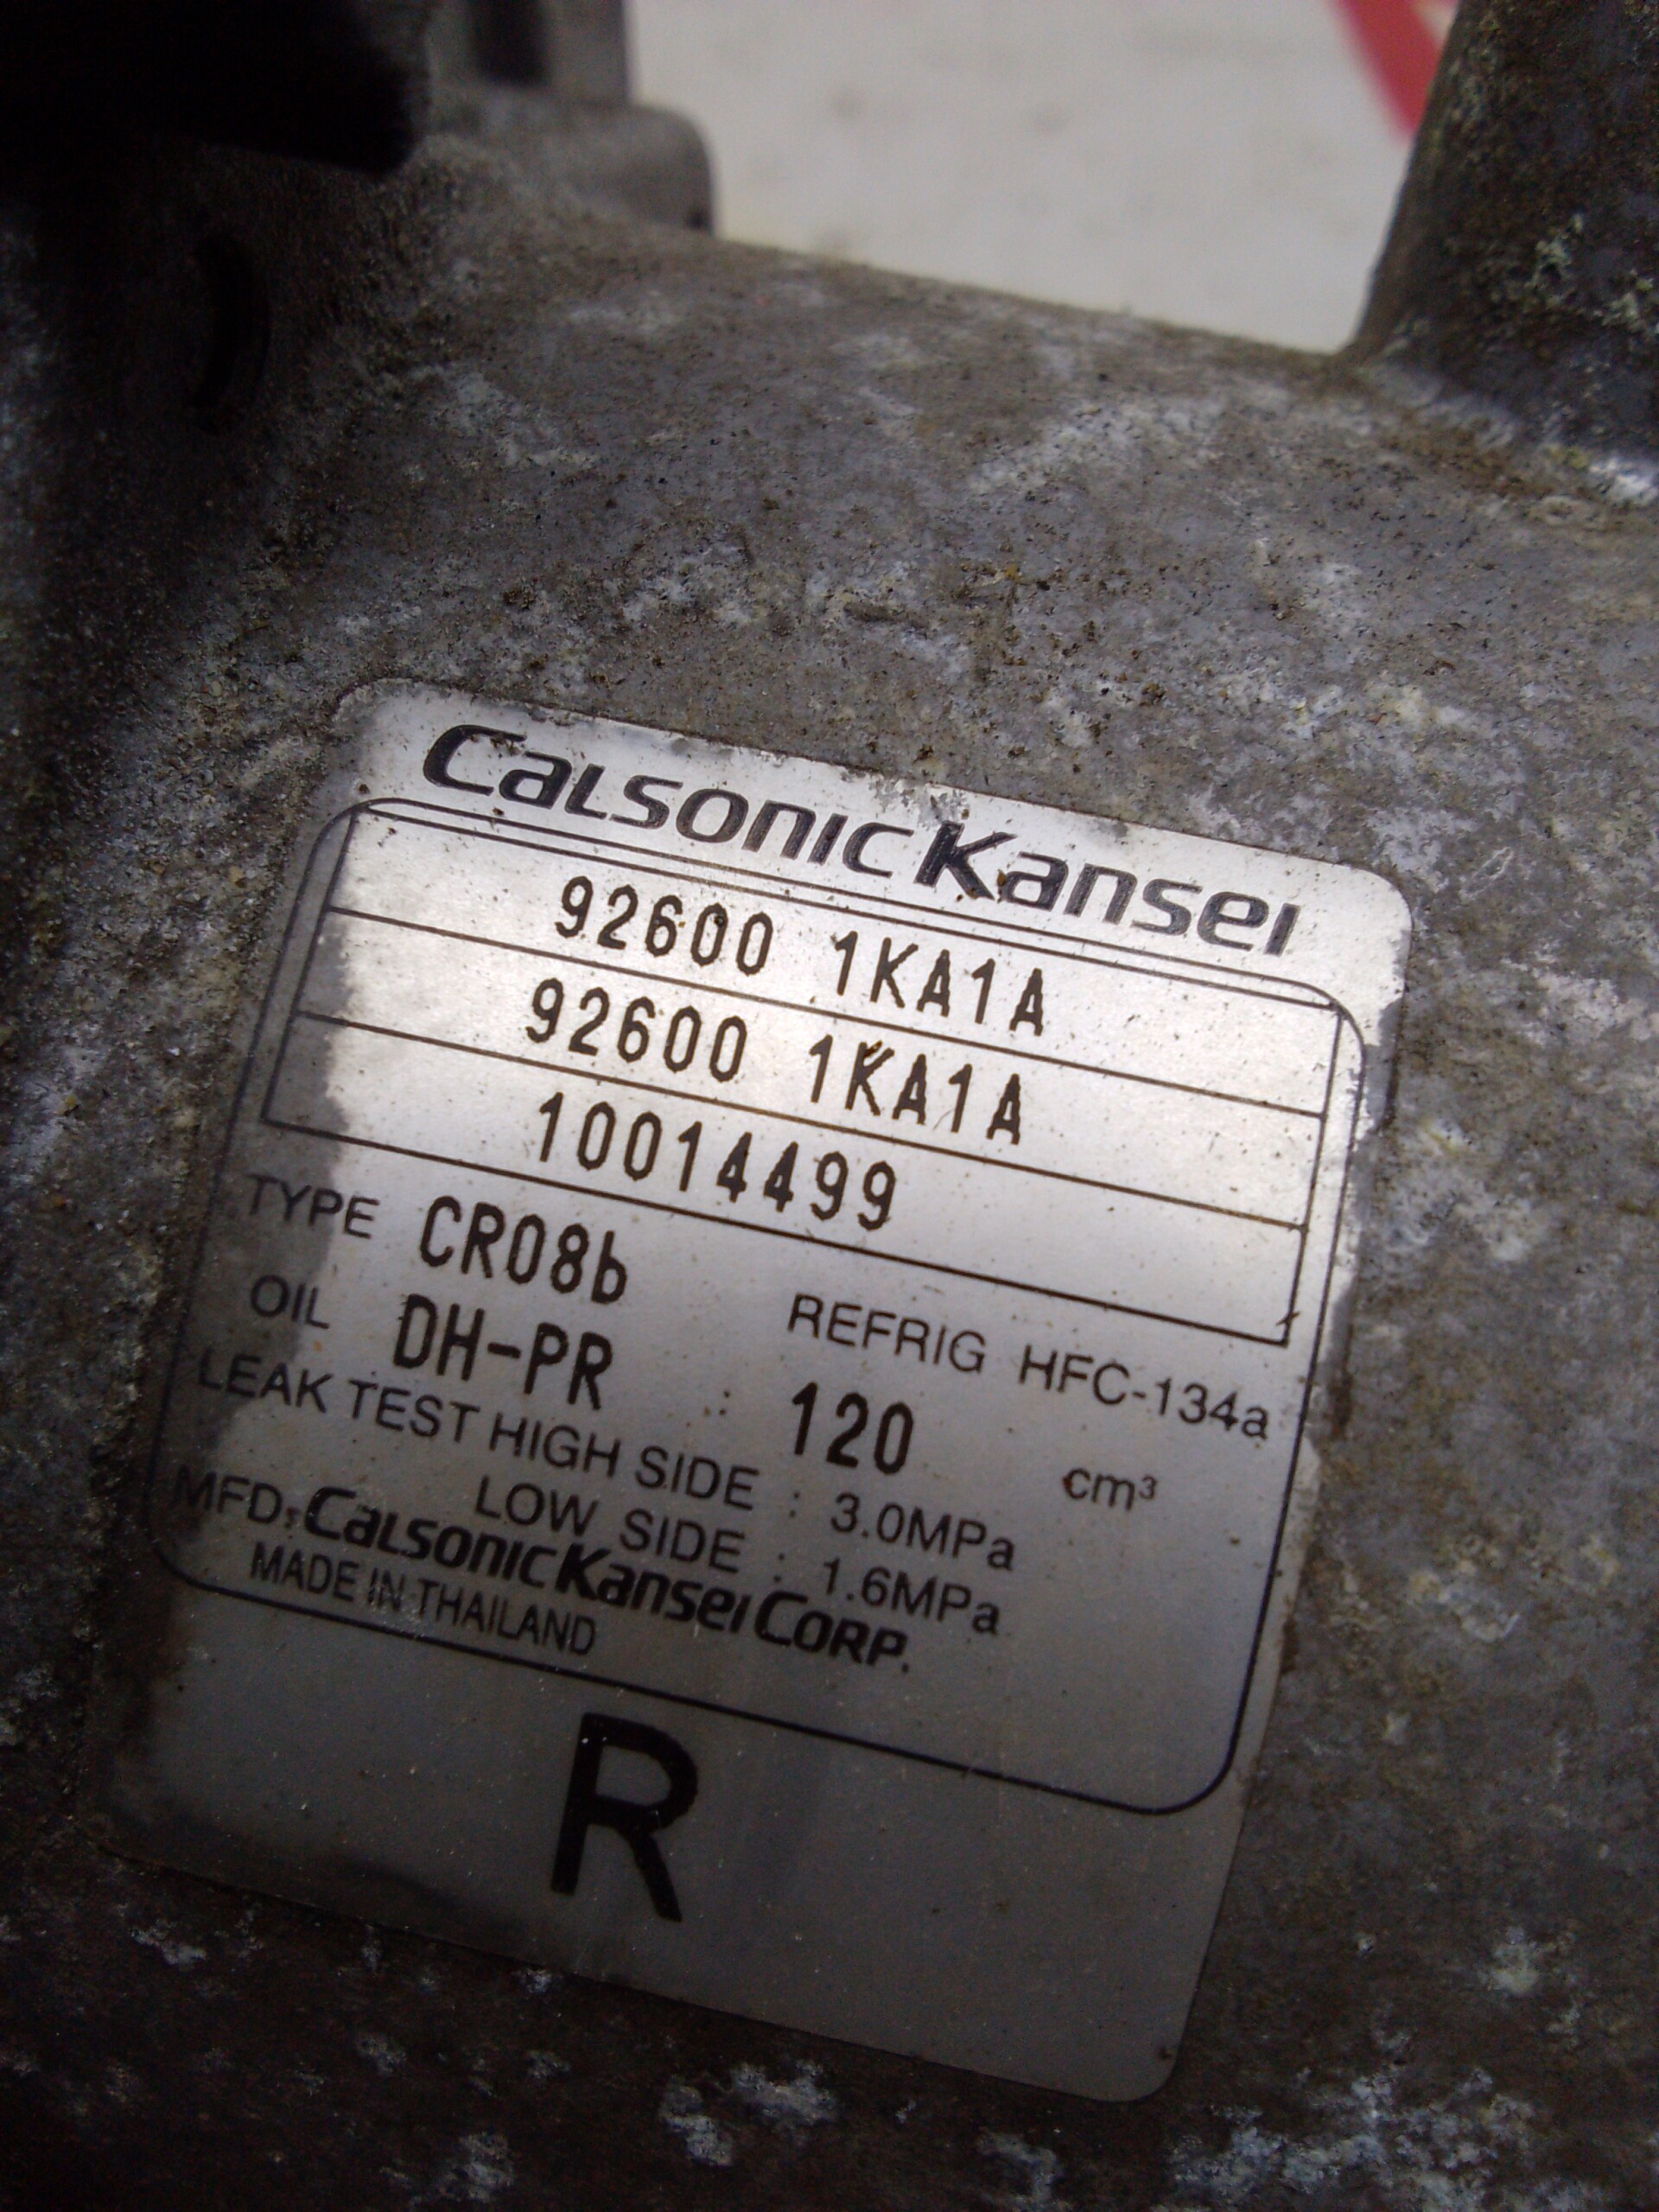 CalsonicKansei
92600 1KA1A
92600 1KA1A
10014499
TYPE CR08b REFRIG HFC-134a
OIL DH-PR : 120 cm³
LEAK TEST HIGH SIDE : 3.0MPa
LOW SIDE : 1.6MPa
MFD. CalsonicKansei Corp.
MADE IN THAILAND
R